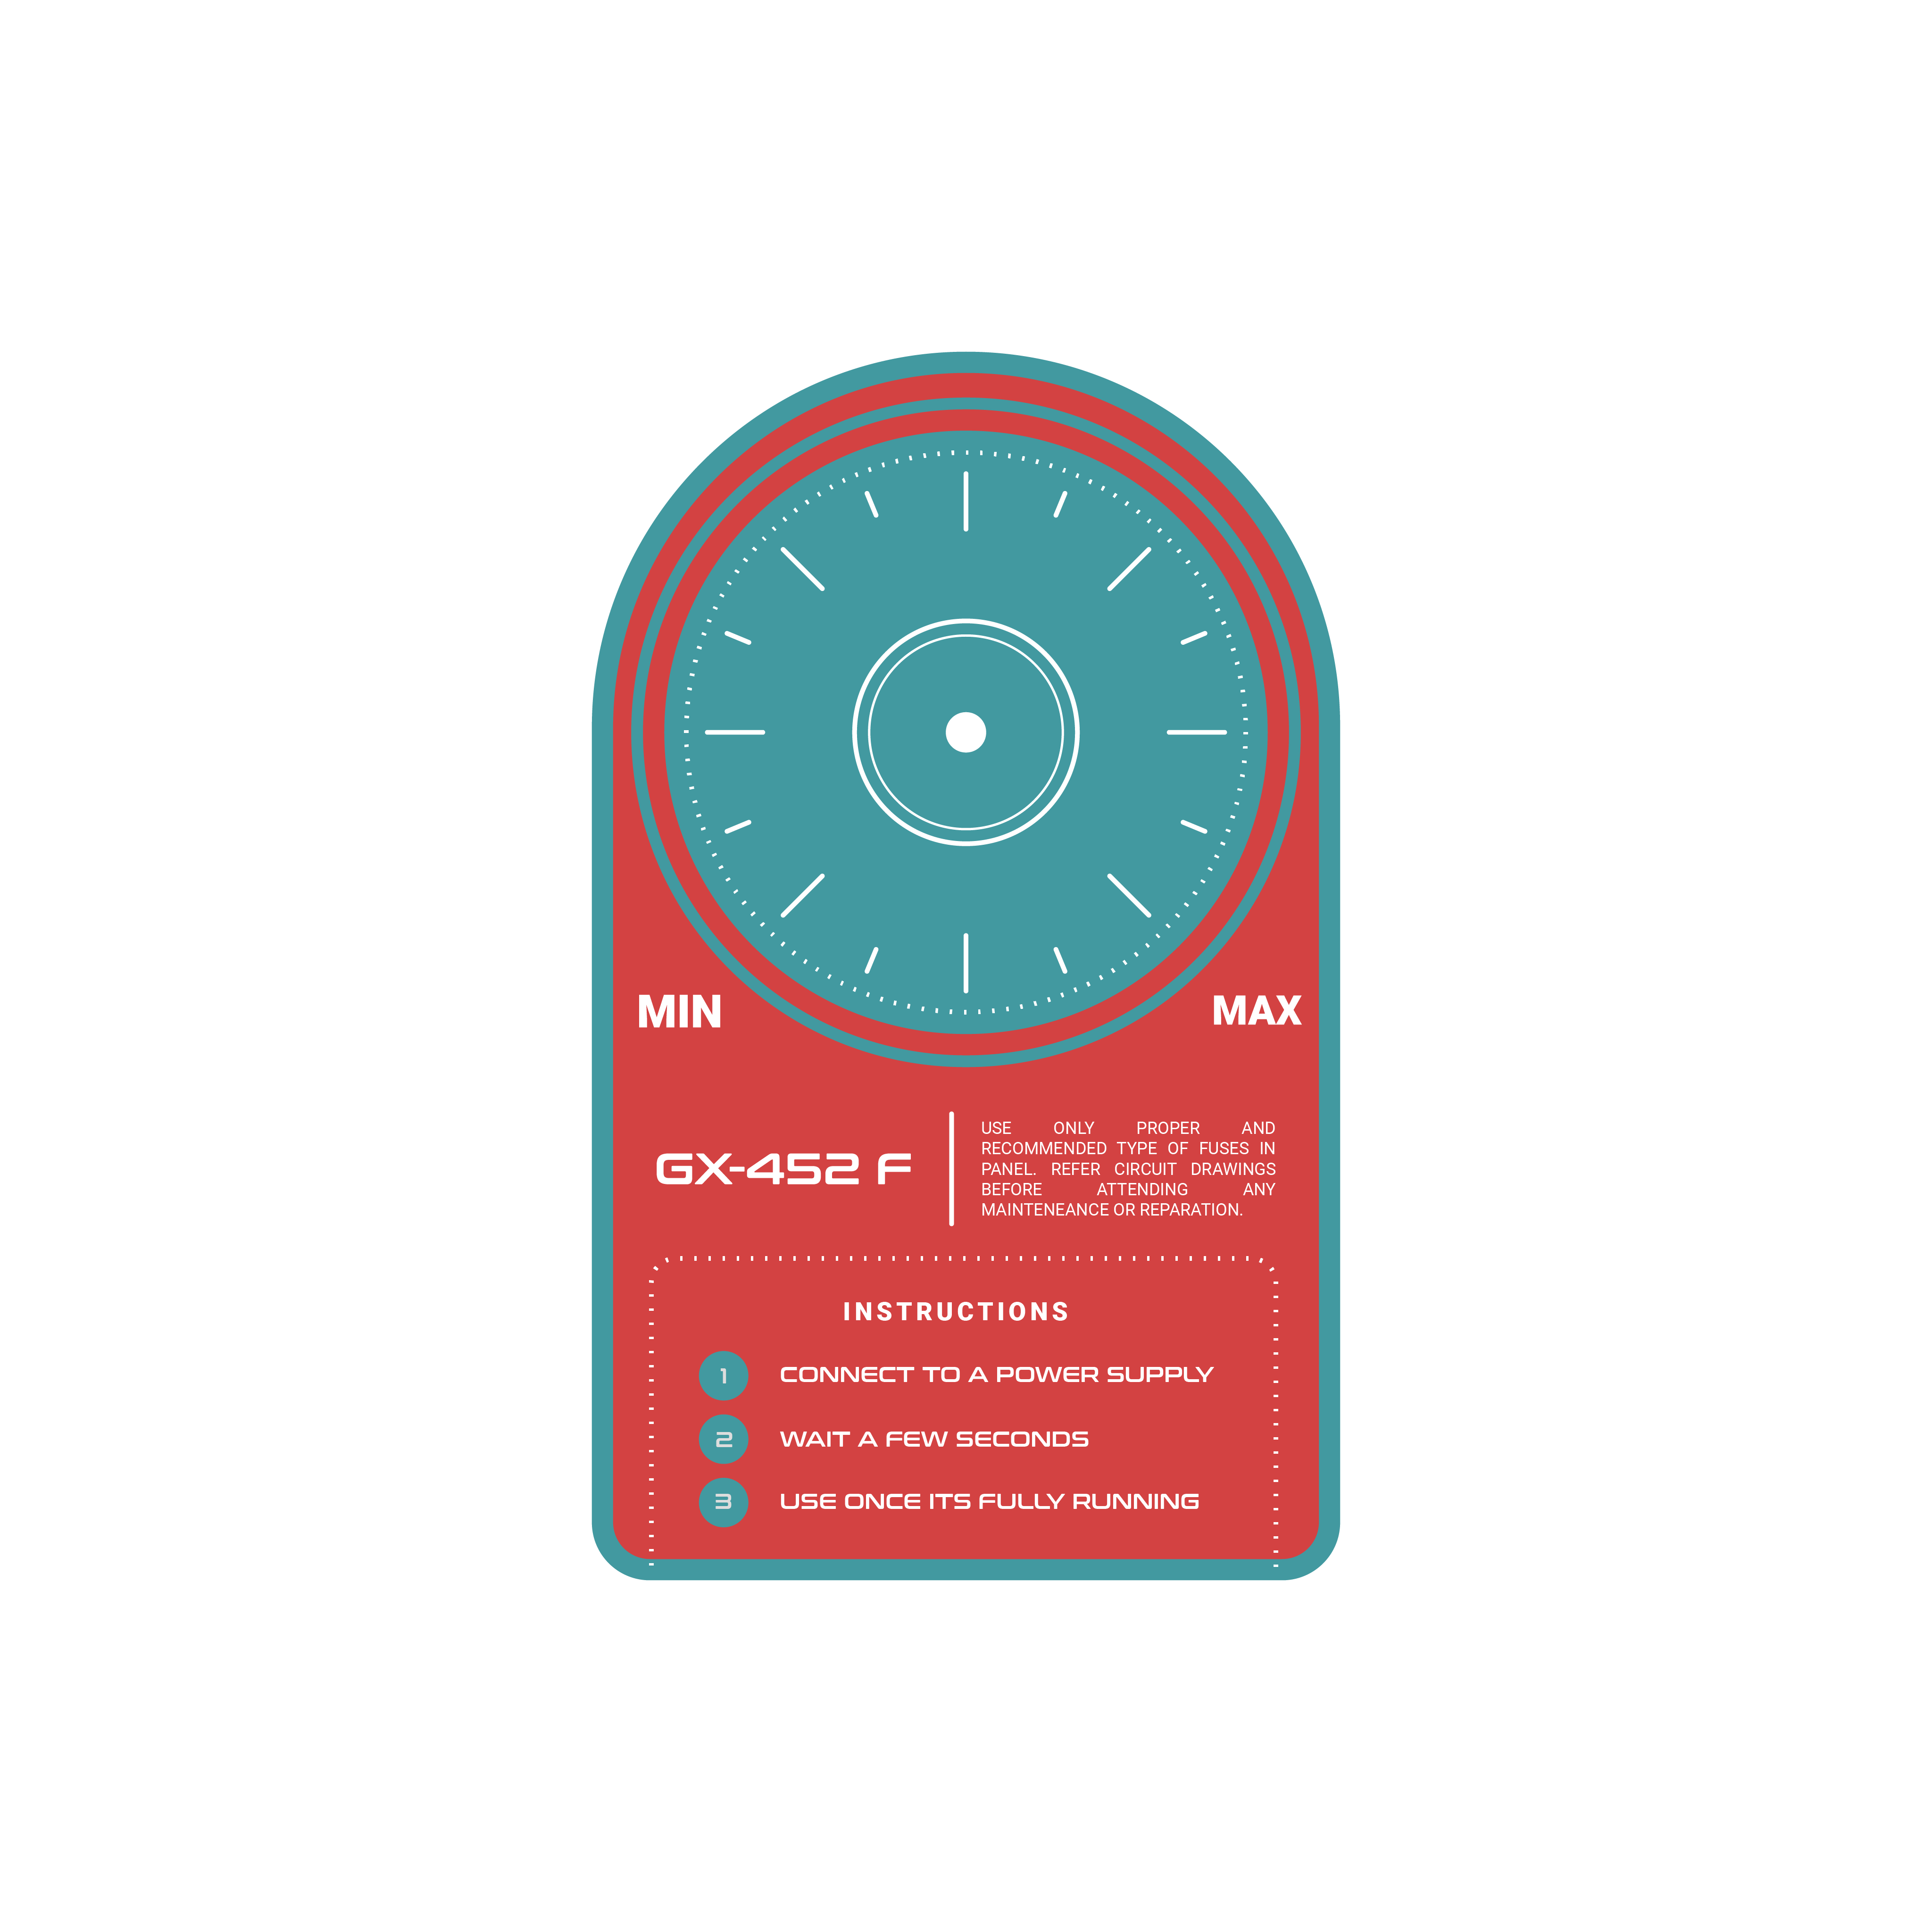 MIN
MAX
GX-452 F
USE ONLY PROPER AND
RECOMMENDED TYPE OF FUSES IN
PANEL. REFER CIRCUIT DRAWINGS
BEFORE ATTENDING ANY
MAINTENEANCE OR REPARATION.
INSTRUCTIONS
1 CONNECT TO A POWER SUPPLY
2 WAIT A FEW SECONDS
3 USE ONCE ITS FULLY RUNNING